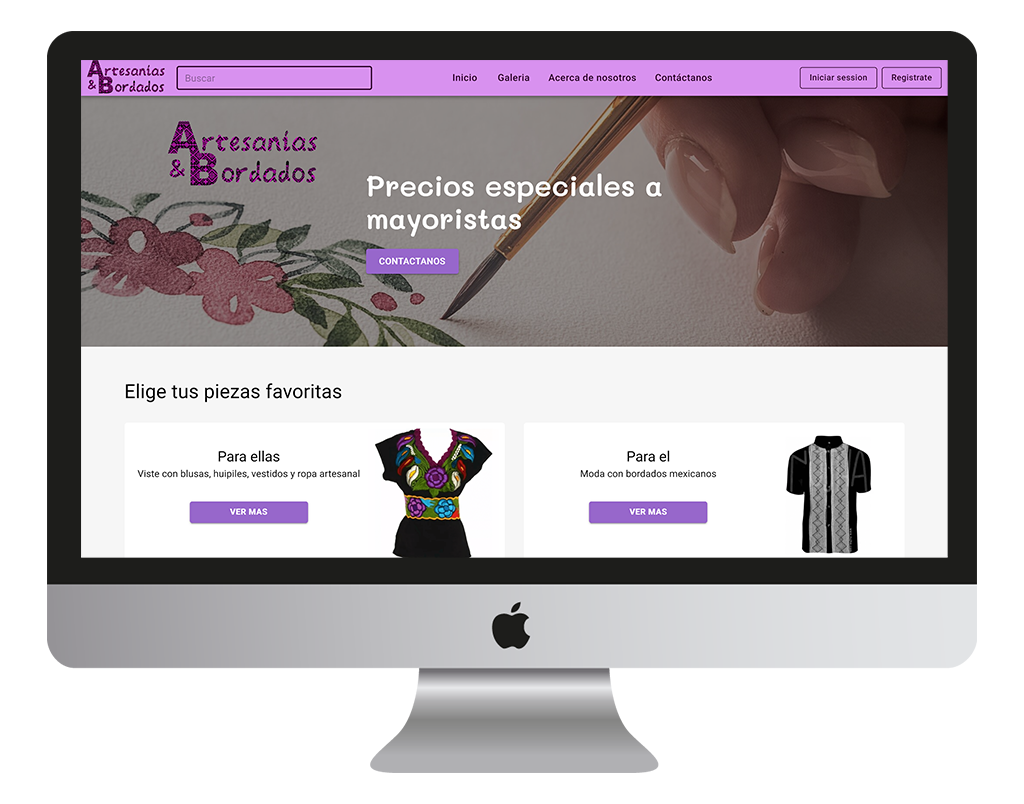 Artesanías
& Bordados
Buscar
Inicio
Galeria
Acerca de nosotros
Contáctanos
Iniciar session
Registrate
Artesanías
& Bordados
Precios especiales a
mayoristas
CONTACTANOS
Elige tus piezas favoritas
Para ellas
Viste con blusas, huipiles, vestidos y ropa artesanal
VER MAS
Para el
Moda con bordados mexicanos
VER MAS